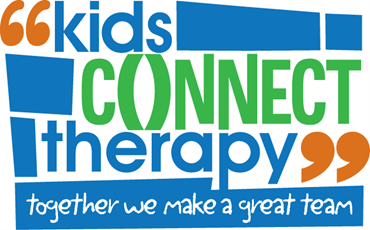 “kids
CONNECT
therapy”
together we make a great team